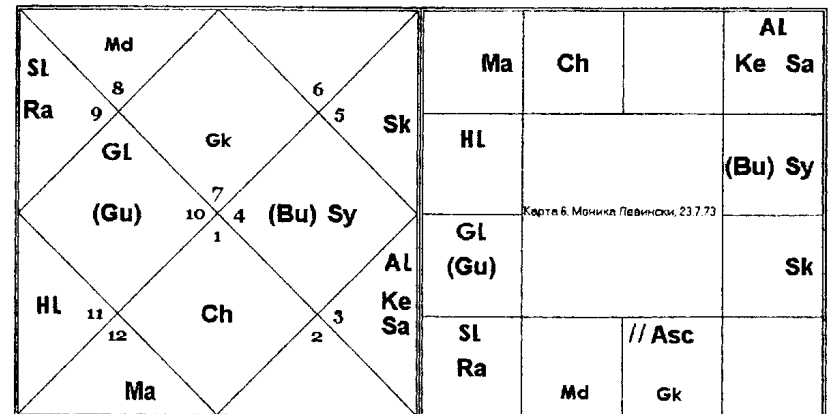 Md
SL
Ra
8
9
6
5
Sk
GL
Gk
(Gu)
7
10 4
1
(Bu) Sy
HL
11
12
Ch
AL
Ke
Sa
3
2
Ma
Ma
Ch
AL
Ke Sa
HL
(Bu) Sy
Карта 6. Моника Левински, 23.7.73
GL
(Gu)
Sk
SL
Ra
// Asc
Md
Gk